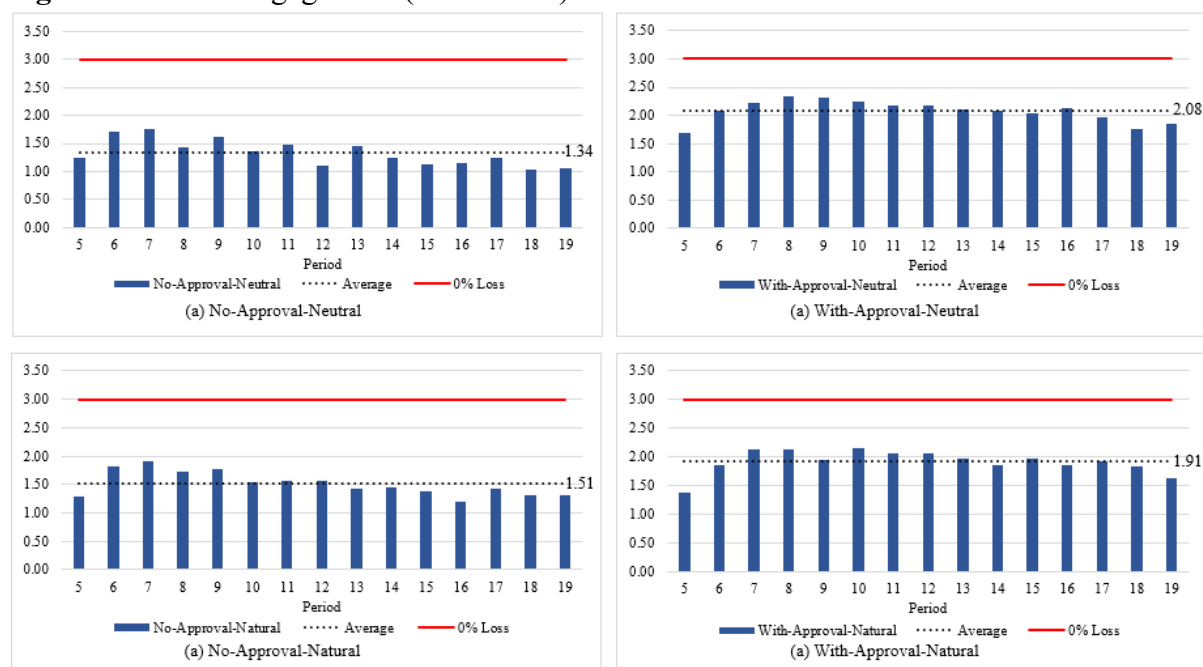 3.50
3.00
2.50
2.00
1.50
1.00
0.50
0.00
1.34
5 6 7 8 9 10 11 12 13 14 15 16 17 18 19
Period
No-Approval-Neutral Average 0% Loss
(a) No-Approval-Neutral
3.50
3.00
2.50
2.00
1.50
1.00
0.50
0.00
2.08
5 6 7 8 9 10 11 12 13 14 15 16 17 18 19
Period
With-Approval-Neutral Average 0% Loss
(a) With-Approval-Neutral
3.50
3.00
2.50
2.00
1.50
1.00
0.50
0.00
1.51
5 6 7 8 9 10 11 12 13 14 15 16 17 18 19
Period
No-Approval-Natural Average 0% Loss
(a) No-Approval-Natural
3.50
3.00
2.50
2.00
1.50
1.00
0.50
0.00
1.91
5 6 7 8 9 10 11 12 13 14 15 16 17 18 19
Period
With-Approval-Natural Average 0% Loss
(a) With-Approval-Natural